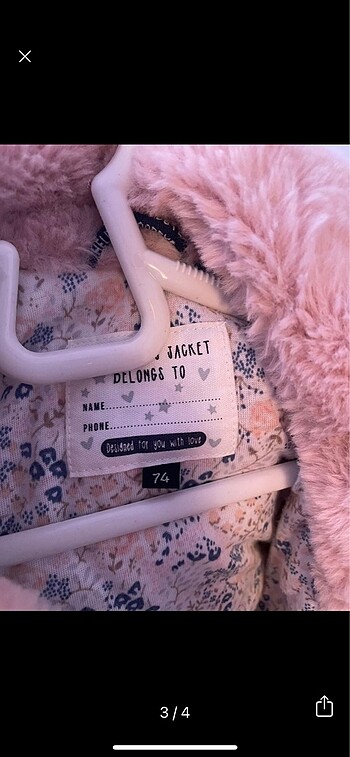 JACKET
BELONGS TO
NAME
PHONE
Designed for you with love
74
3/4